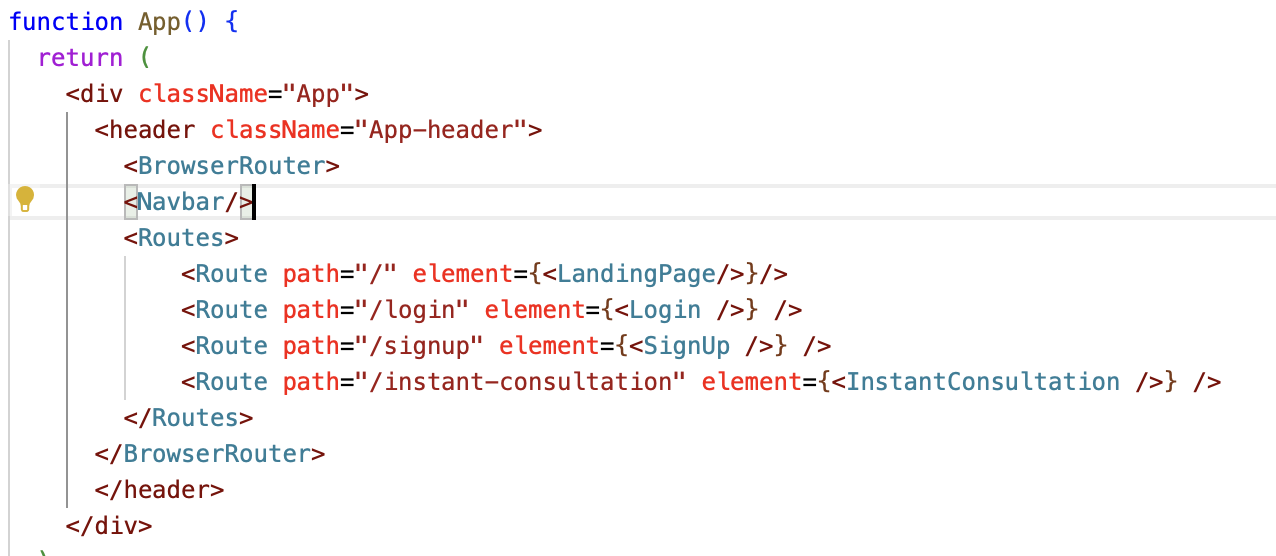 function App() {
  return (
    <div className="App">
      <header className="App-header">
        <BrowserRouter>
        <Navbar/>
        <Routes>
            <Route path="/" element={<LandingPage/>}/>
            <Route path="/login" element={<Login />} />
            <Route path="/signup" element={<SignUp />} />
            <Route path="/instant-consultation" element={<InstantConsultation />} />
        </Routes>
      </BrowserRouter>
      </header>
    </div>
  )